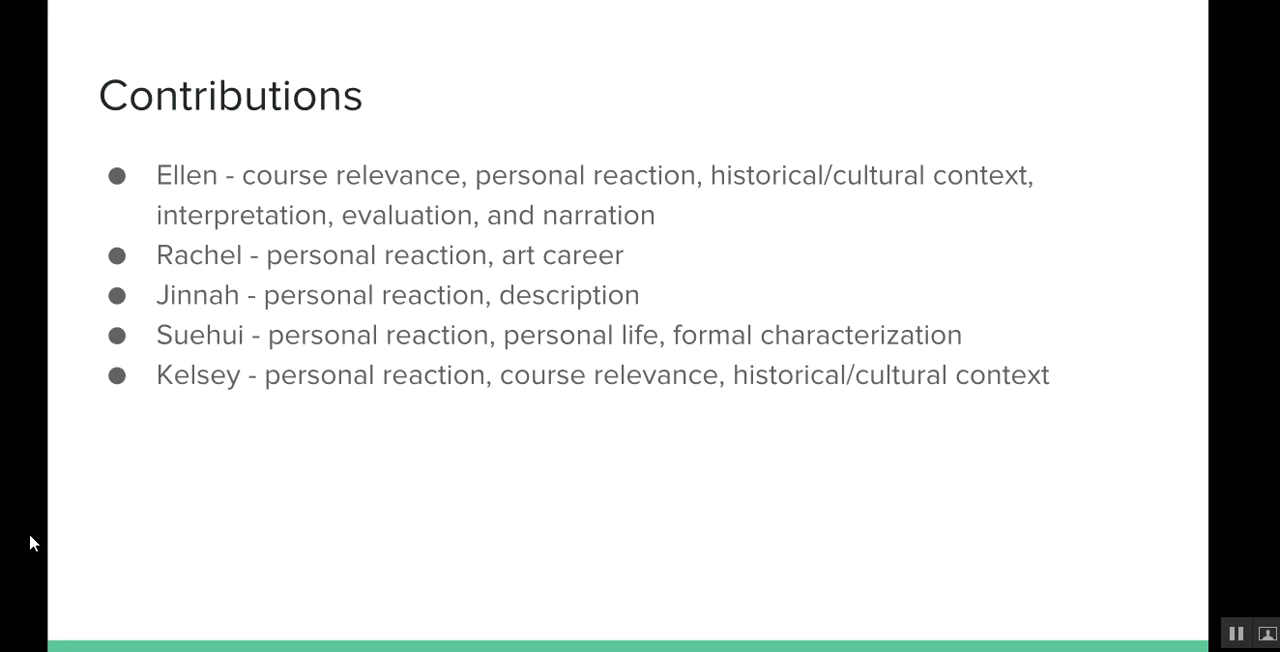 Contributions
● Ellen - course relevance, personal reaction, historical/cultural context,
interpretation, evaluation, and narration
● Rachel - personal reaction, art career
● Jinnah - personal reaction, description
● Suehui - personal reaction, personal life, formal characterization
● Kelsey - personal reaction, course relevance, historical/cultural context